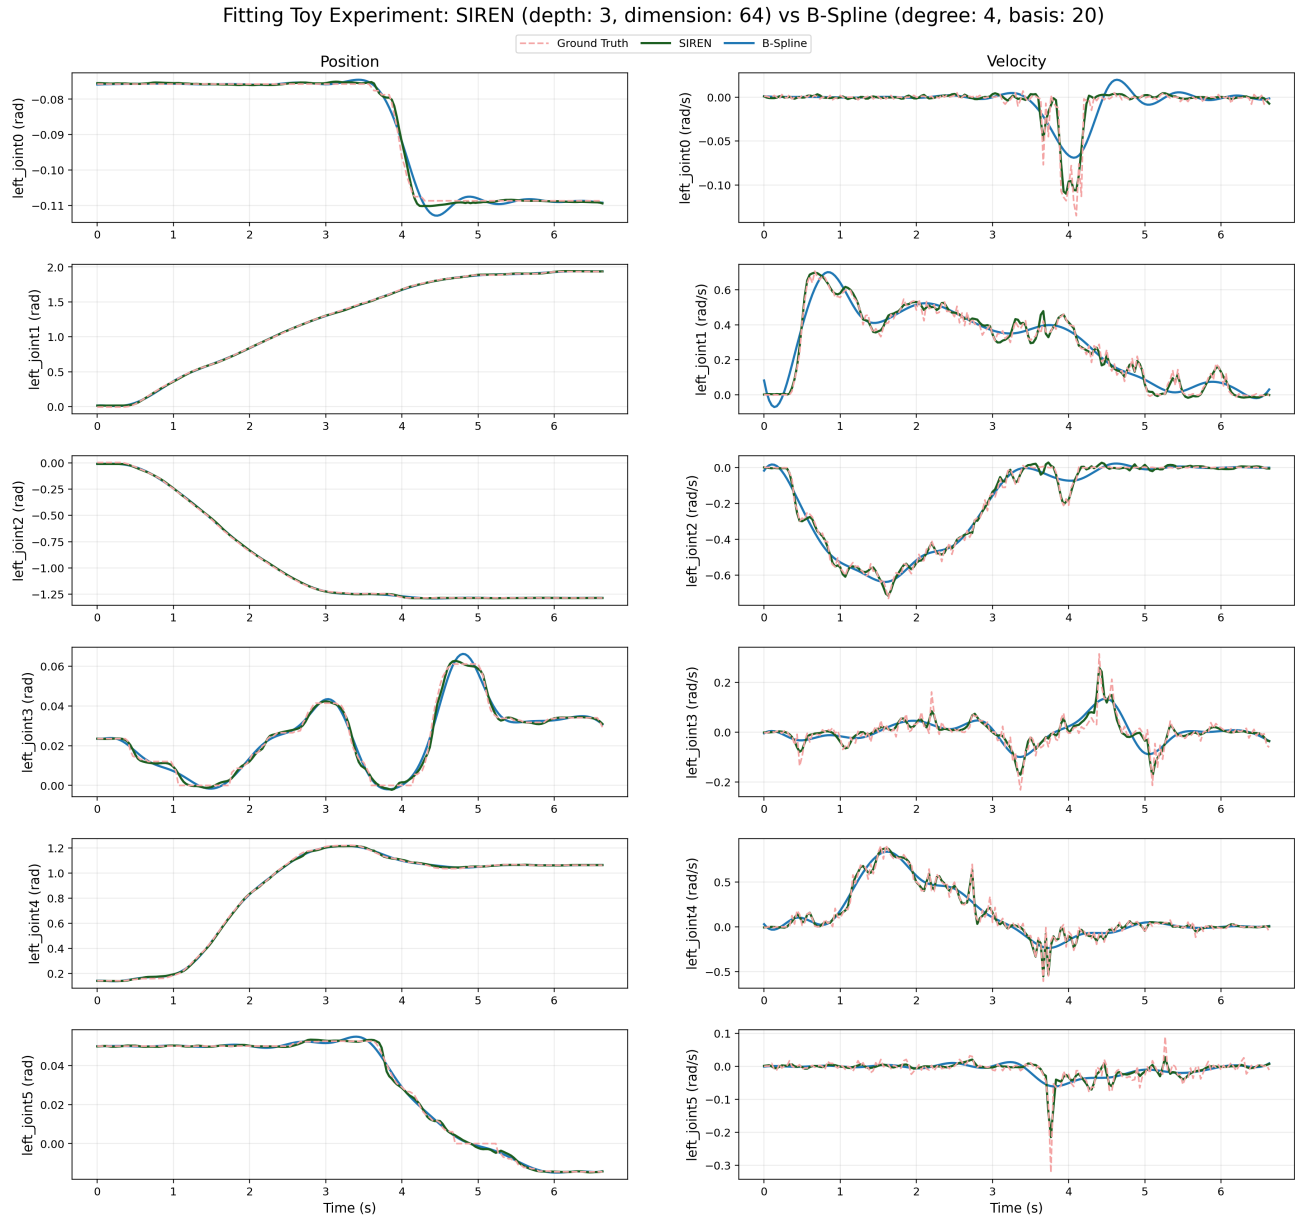 Fitting Toy Experiment: SIREN (depth: 3, dimension: 64) vs B-Spline (degree: 4, basis: 20)
Ground Truth SIREN B-Spline
Position
left_joint0 (rad)
−0.08
−0.09
−0.10
−0.11
0 1 2 3 4 5 6
Velocity
left_joint0 (rad/s)
0.00
−0.05
−0.10
0 1 2 3 4 5 6
left_joint1 (rad)
2.0
1.5
1.0
0.5
0.0
0 1 2 3 4 5 6
left_joint1 (rad/s)
0.6
0.4
0.2
0.0
0 1 2 3 4 5 6
left_joint2 (rad)
0.00
−0.25
−0.50
−0.75
−1.00
−1.25
0 1 2 3 4 5 6
left_joint2 (rad/s)
0.0
−0.2
−0.4
−0.6
0 1 2 3 4 5 6
left_joint3 (rad)
0.06
0.04
0.02
0.00
0 1 2 3 4 5 6
left_joint3 (rad/s)
0.2
0.0
−0.2
0 1 2 3 4 5 6
left_joint4 (rad)
1.2
1.0
0.8
0.6
0.4
0.2
0 1 2 3 4 5 6
left_joint4 (rad/s)
0.5
0.0
−0.5
0 1 2 3 4 5 6
left_joint5 (rad)
0.04
0.02
0.00
0 1 2 3 4 5 6
Time (s)
left_joint5 (rad/s)
0.1
0.0
−0.1
−0.2
−0.3
0 1 2 3 4 5 6
Time (s)